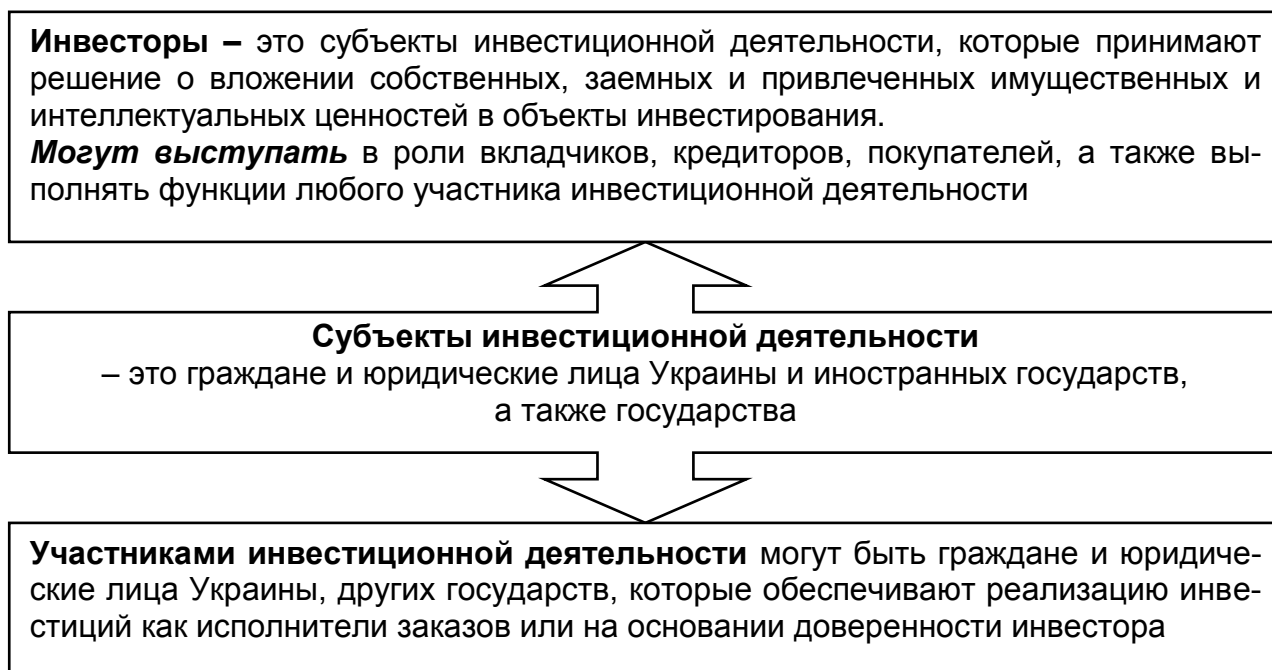 Инвесторы – это субъекты инвестиционной деятельности, которые принимают
решение о вложении собственных, заемных и привлеченных имущественных и
интеллектуальных ценностей в объекты инвестирования.
Могут выступать в роли вкладчиков, кредиторов, покупателей, а также вы-
полнять функции любого участника инвестиционной деятельности
Субъекты инвестиционной деятельности
– это граждане и юридические лица Украины и иностранных государств,
а также государства
Участниками инвестиционной деятельности могут быть граждане и юридиче-
ские лица Украины, других государств, которые обеспечивают реализацию инве-
стиций как исполнители заказов или на основании доверенности инвестора